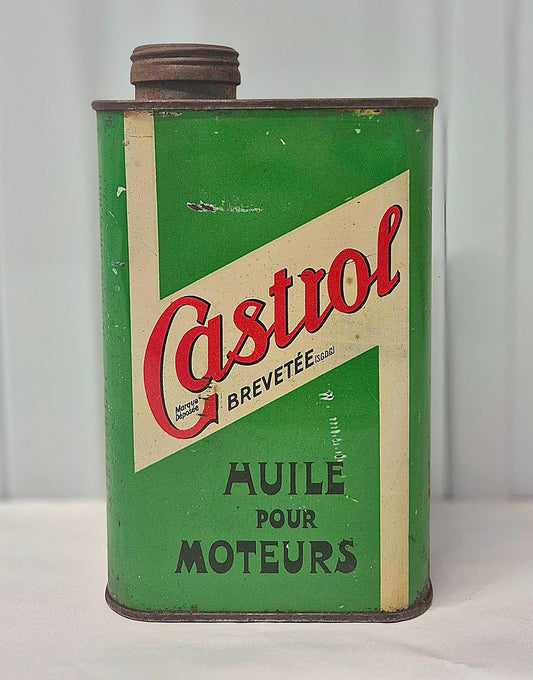 Castrol
Marque
Déposée
BREVETÉE (S.G.D.G)
HUILE
POUR
MOTEURS